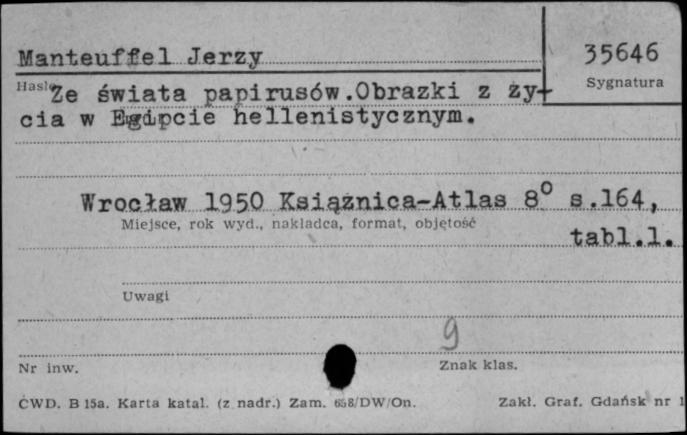 Manteuffel Jerzy
35646
Hasło
Sygnatura
Ze świata papirusów.Obrazki z ży-
cia w Egipcie hellenistycznym.
Wrocław 1950 Książnica-Atlas 8° s.164,
Miejsce, rok wyd., nakładca, format, objętość
tabl.1.
Uwagi
9
Nr inw.
Znak klas.
CWD. B 15a. Karta katal. (z nadr.) Zam. 658/DW/On.
Zakł. Graf. Gdańsk nr 1